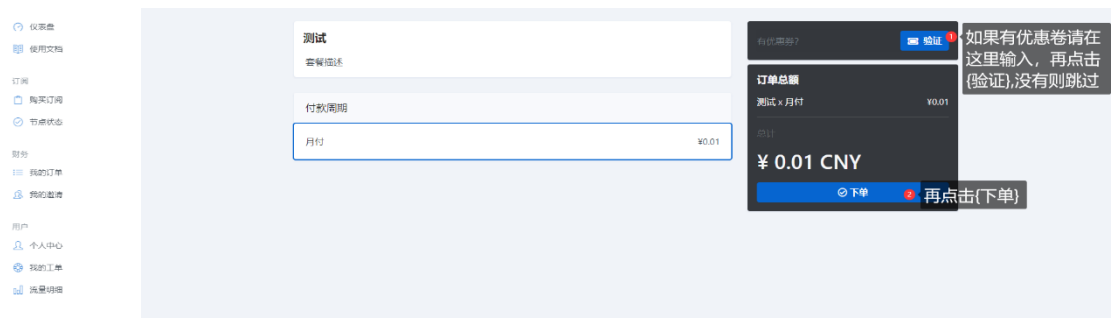 仪表盘
使用文档
订阅
购买订阅
节点状态
财务
我的订单
我的邀请
用户
个人中心
我的工单
流量明细
测试
套餐描述
付款周期
月付 ¥0.01
有优惠券?
验证 1
如果有优惠卷请在
这里输入，再点击
{验证},没有则跳过
订单总额
测试 x 月付 ¥0.01
总计
¥ 0.01 CNY
下单 2
再点击{下单}